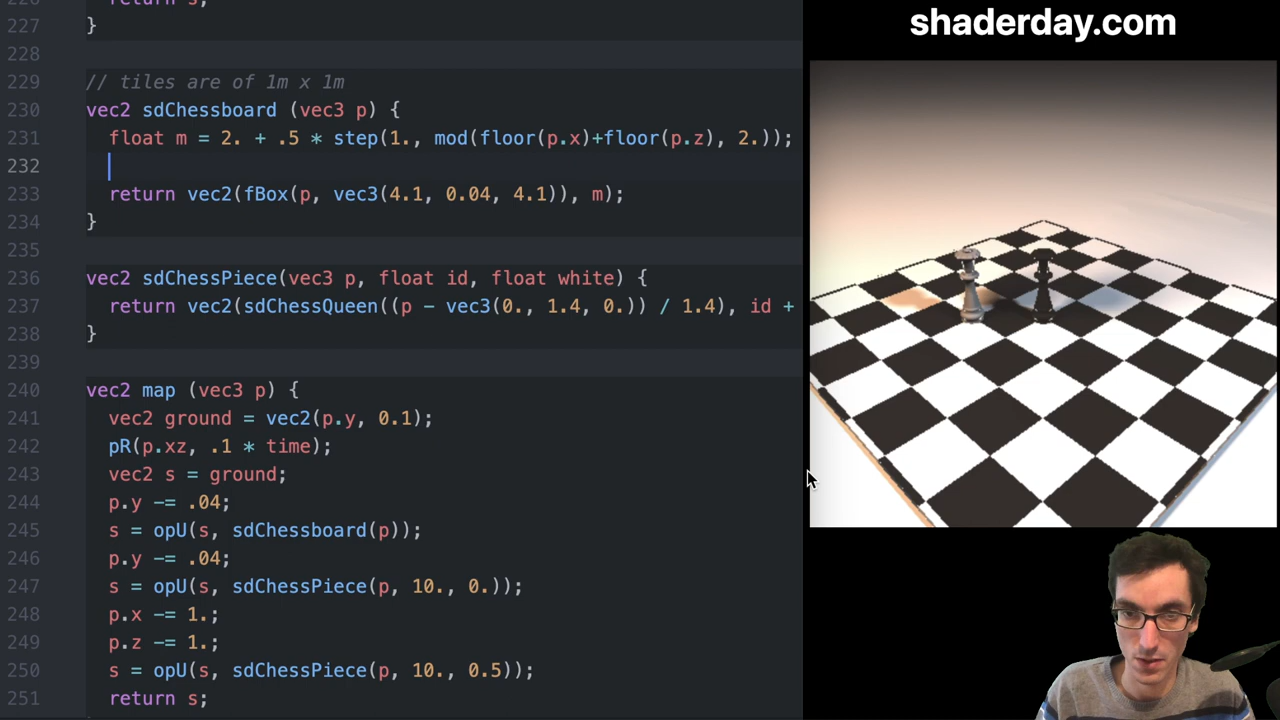 226 return s;
227 }
228
229 // tiles are of 1m x 1m
230 vec2 sdChessboard (vec3 p) {
231 float m = 2. + .5 * step(1., mod(floor(p.x)+floor(p.z), 2.));
232
233 return vec2(fBox(p, vec3(4.1, 0.04, 4.1)), m);
234 }
235
236 vec2 sdChessPiece(vec3 p, float id, float white) {
237 return vec2(sdChessQueen((p - vec3(0., 1.4, 0.)) / 1.4), id +
238 }
239
240 vec2 map (vec3 p) {
241 vec2 ground = vec2(p.y, 0.1);
242 pR(p.xz, .1 * time);
243 vec2 s = ground;
244 p.y -= .04;
245 s = opU(s, sdChessboard(p));
246 p.y -= .04;
247 s = opU(s, sdChessPiece(p, 10., 0.));
248 p.x -= 1.;
249 p.z -= 1.;
250 s = opU(s, sdChessPiece(p, 10., 0.5));
251 return s;
shaderday.com